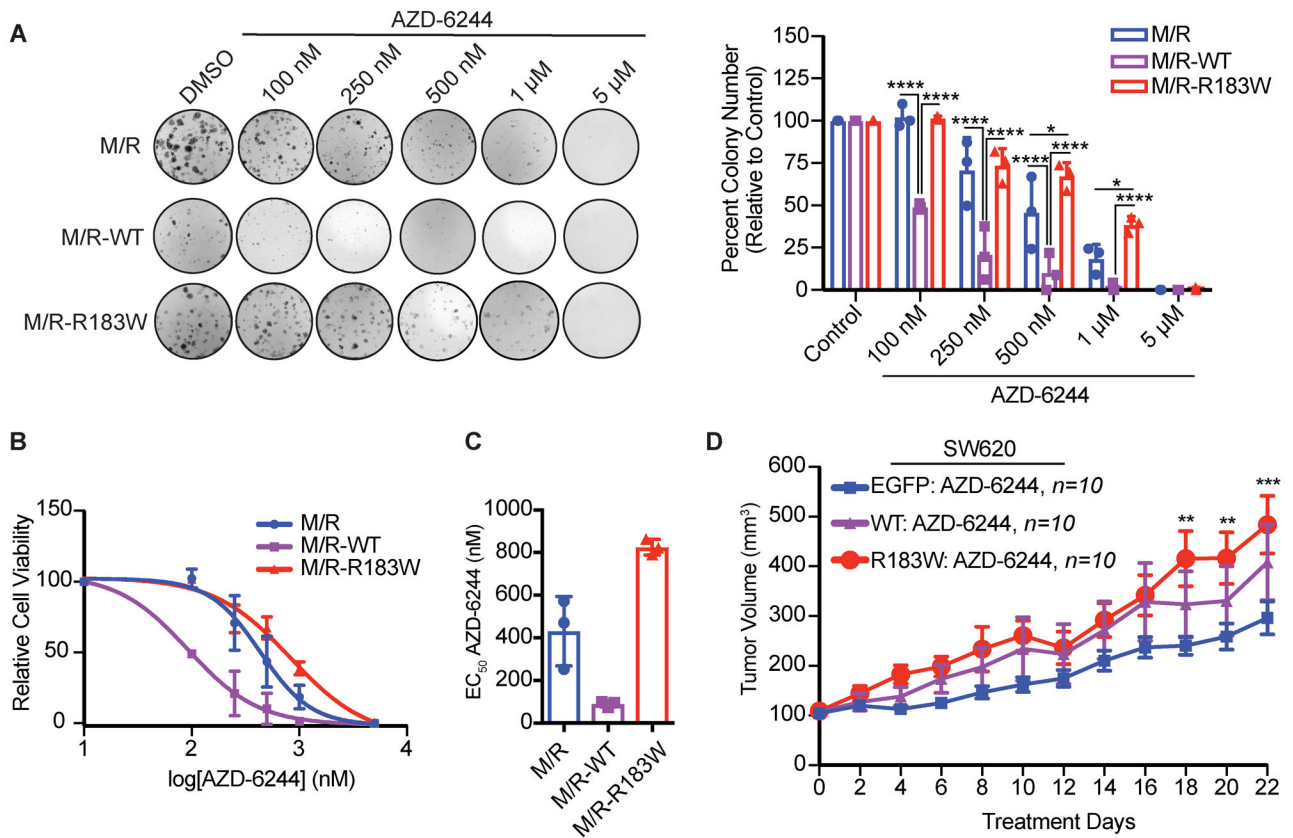 A
AZD-6244
DMSO
100 nM
250 nM
500 nM
1 µM
5 µM
M/R
M/R-WT
M/R-R183W
Percent Colony Number
(Relative to Control)
150
125
100
75
50
25
0
M/R
M/R-WT
M/R-R183W
****
****
****
****
****
*
****
*
****
Control
100 nM
250 nM
500 nM
1 µM
5 µM
AZD-6244
B
Relative Cell Viability
150
100
50
0
M/R
M/R-WT
M/R-R183W
1
2
3
4
log[AZD-6244] (nM)
C
EC50 AZD-6244 (nM)
1000
800
600
400
200
0
M/R
M/R-WT
M/R-R183W
D
SW620
EGFP: AZD-6244, n=10
WT: AZD-6244, n=10
R183W: AZD-6244, n=10
Tumor Volume (mm³)
600
500
400
300
200
100
0
**
**
***
0 2 4 6 8 10 12 14 16 18 20 22
Treatment Days